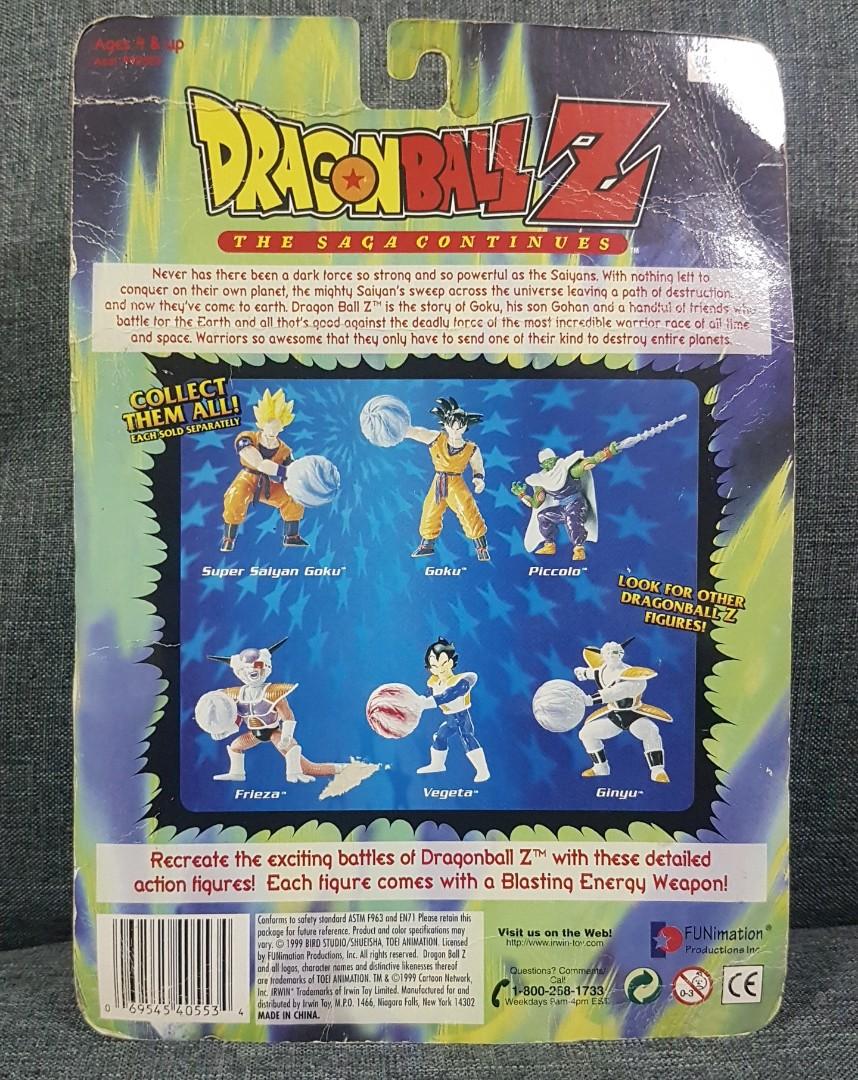 Ages 4 & up
DRAGONBALL Z
THE SAGA CONTINUES™
Never has there been a dark force so strong and so powerful as the Saiyans. With nothing left to
conquer on their own planet, the mighty Saiyan's sweep across the universe leaving a path of destruction
and now they've come to earth. Dragon Ball Z™ is the story of Goku, his son Gohan and a handful of friends who
battle for the Earth and all that's good against the deadly force of the most incredible warrior race of all time
and space. Warriors so awesome that they only have to send one of their kind to destroy entire planets.
COLLECT
THEM ALL!
EACH SOLD SEPARATELY
Super Saiyan Goku™
Goku™
Piccolo™
LOOK FOR OTHER
DRAGONBALL Z
FIGURES!
Frieza™
Vegeta™
Ginyu™
Recreate the exciting battles of Dragonball Z™ with these detailed
action figures! Each figure comes with a Blasting Energy Weapon!
0 69545 40553 4
Conforms to safety standard ASTM F963 and EN71 Please retain this
package for future reference. Product and color specifications may
vary. © 1999 BIRD STUDIO/SHUEISHA, TOEI ANIMATION. Licensed
by FUNimation Productions, Inc. All rights reserved. Dragon Ball Z
and all logos, character names and distinctive likenesses thereof
are trademarks of TOEI ANIMATION. TM & ©1999 Cartoon Network,
Inc. IRWIN™ Trademarks of Irwin Toy Limited. Manufactured for and
distributed by Irwin Toy, M.P.O. 1466, Niagara Falls, New York 14302
MADE IN CHINA.
Visit us on the Web!
http://www.irwin-toy.com
Questions? Comments?
Call
1-800-268-1733
Weekdays 9am-4pm EST
FUNimation®
Productions Inc
0-3
CE